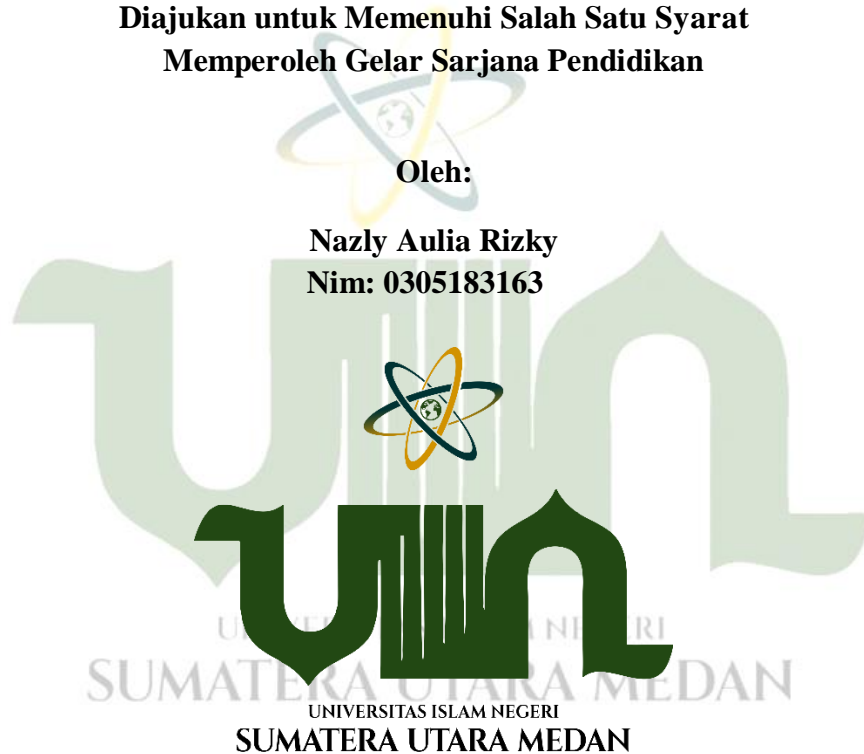 Diajukan untuk Memenuhi Salah Satu Syarat
Memperoleh Gelar Sarjana Pendidikan
Oleh:
Nazly Aulia Rizky
Nim: 0305183163
UIN
UNIVERSITAS ISLAM NEGERI
SUMATERA UTARA MEDAN